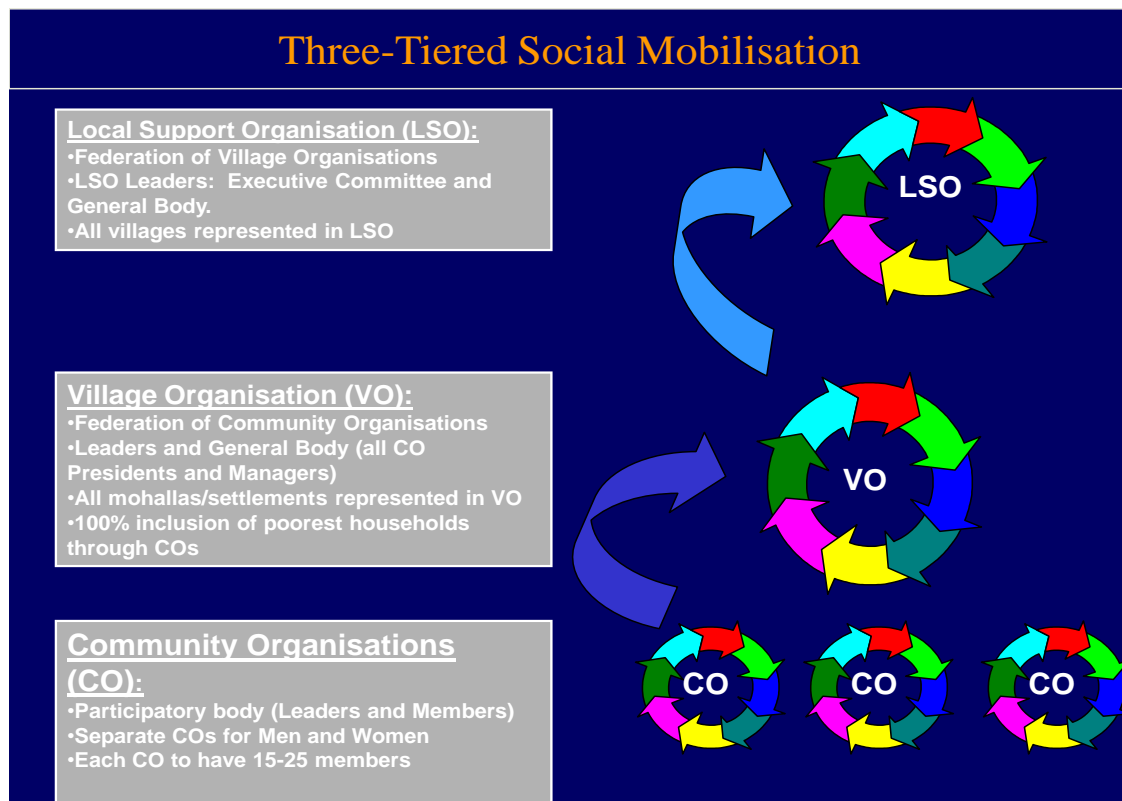 Three-Tiered Social Mobilisation
Local Support Organisation (LSO):
•Federation of Village Organisations
•LSO Leaders: Executive Committee and
General Body.
•All villages represented in LSO
LSO
Village Organisation (VO):
•Federation of Community Organisations
•Leaders and General Body (all CO
Presidents and Managers)
•All mohallas/settlements represented in VO
•100% inclusion of poorest households
through COs
VO
Community Organisations
(CO):
•Participatory body (Leaders and Members)
•Separate COs for Men and Women
•Each CO to have 15-25 members
CO
CO
CO